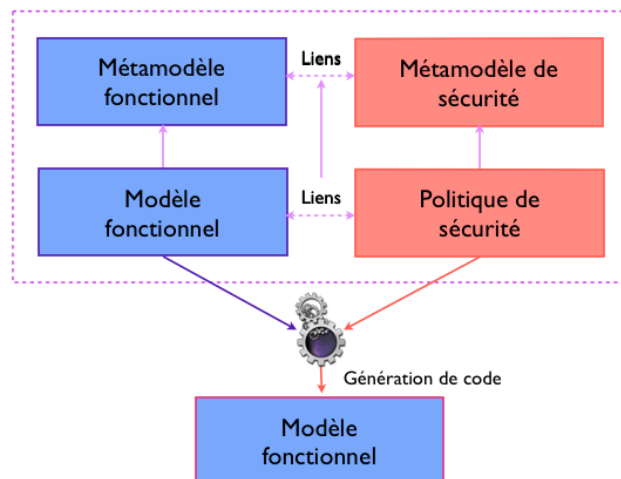 Métamodèle
fonctionnel
Liens
Métamodèle de
sécurité
Modèle
fonctionnel
Liens
Politique de
sécurité
Génération de code
Modèle
fonctionnel